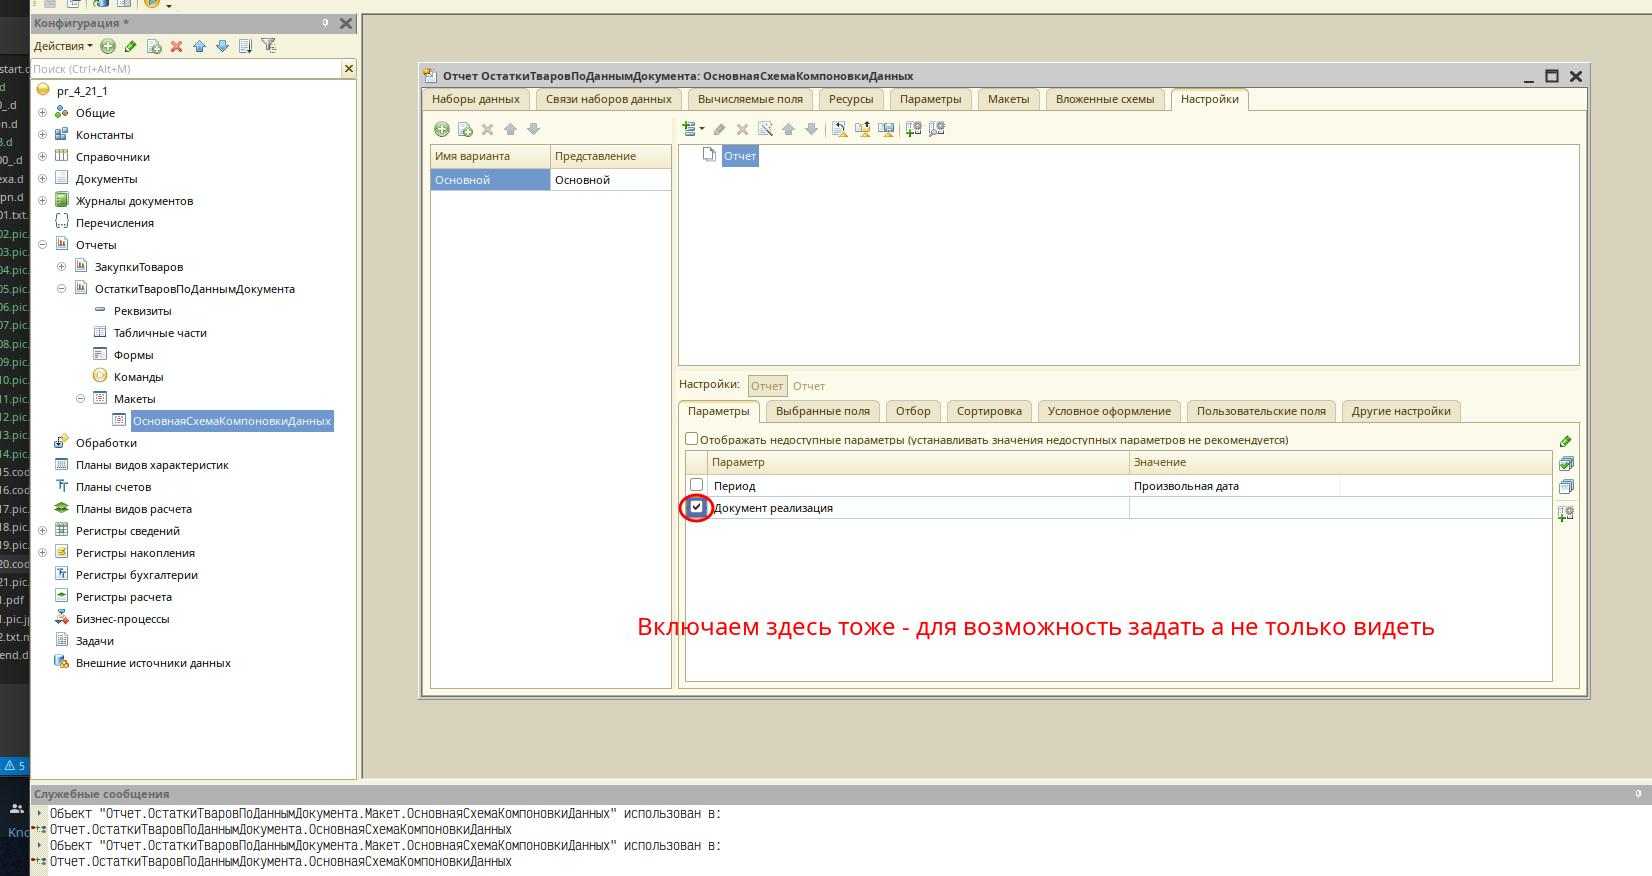 Конфигурация *
Действия
Поиск (Ctrl+Alt+M)
pr_4_21_1
Общие
Константы
Справочники
Документы
Журналы документов
Перечисления
Отчеты
ЗакупкиТоваров
ОстаткиТваровПоДаннымДокумента
Реквизиты
Табличные части
Формы
Команды
Макеты
ОсновнаяСхемаКомпоновкиДанных
Обработки
Планы видов характеристик
Планы счетов
Планы видов расчета
Регистры сведений
Регистры накопления
Регистры бухгалтерии
Регистры расчета
Бизнес-процессы
Задачи
Внешние источники данных
Отчет ОстаткиТваровПоДаннымДокумента: ОсновнаяСхемаКомпоновкиДанных
Наборы данных Связи наборов данных Вычисляемые поля Ресурсы Параметры Макеты Вложенные схемы Настройки
Имя варианта Представление
Основной Основной
Отчет
Настройки: Отчет Отчет
Параметры Выбранные поля Отбор Сортировка Условное оформление Пользовательские поля Другие настройки
Отображать недоступные параметры (устанавливать значения недоступных параметров не рекомендуется)
Параметр Значение
Период Произвольная дата
Документ реализация
Включаем здесь тоже - для возможность задать а не только видеть
Служебные сообщения
Объект "Отчет.ОстаткиТваровПоДаннымДокумента.Макет.ОсновнаяСхемаКомпоновкиДанных" использован в:
Отчет.ОстаткиТваровПоДаннымДокумента.ОсновнаяСхемаКомпоновкиДанных
Объект "Отчет.ОстаткиТваровПоДаннымДокумента.Макет.ОсновнаяСхемаКомпоновкиДанных" использован в:
Отчет.ОстаткиТваровПоДаннымДокумента.ОсновнаяСхемаКомпоновкиДанных
5